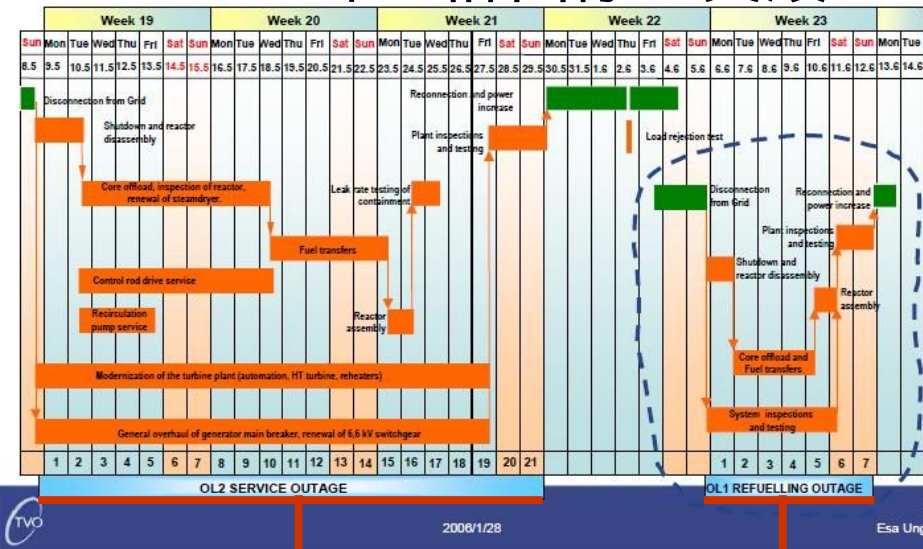 Week 19 Week 20 Week 21 Week 22 Week 23
Sun Mon Tue Wed Thu Fri Sat Sun Mon Tue Wed Thu Fri Sat Sun Mon Tue Wed Thu Fri Sat Sun Mon Tue Wed Thu Fri Sat Sun Mon Tue Wed Thu Fri Sat Sun Mon Tue
8.5 9.5 10.5 11.5 12.5 13.5 14.5 15.5 16.5 17.5 18.5 19.5 20.5 21.5 22.5 23.5 24.5 25.5 26.5 27.5 28.5 29.5 30.5 31.5 1.6 2.6 3.6 4.6 5.6 6.6 7.6 8.6 9.6 10.6 11.6 12.6 13.6 14.6
Disconnection from Grid
Shutdown and reactor
disassembly
Core offload, inspection of reactor,
renewal of steamdryer.
Fuel transfers
Control rod drive service
Recirculation
pump service
Reactor
assembly
Leak rate testing of
containment
Plant inspections
and testing
Reconnection and power
increase
Load rejection test
Modernization of the turbine plant (automation, HT turbine, reheaters)
General overhaul of generator main breaker, renewal of 6,6 kV switchgear
Disconnection
from Grid
Shutdown and
reactor disassembly
Core offload and
Fuel transfers
System inspections
and testing
Reactor
assembly
Plant inspections
and testing
Reconnection and
power increase
1 2 3 4 5 6 7 8 9 10 11 12 13 14 15 16 17 18 19 20 21 1 2 3 4 5 6 7
OL2 SERVICE OUTAGE OL1 REFUELLING OUTAGE
TVO 2006/1/28 Esa